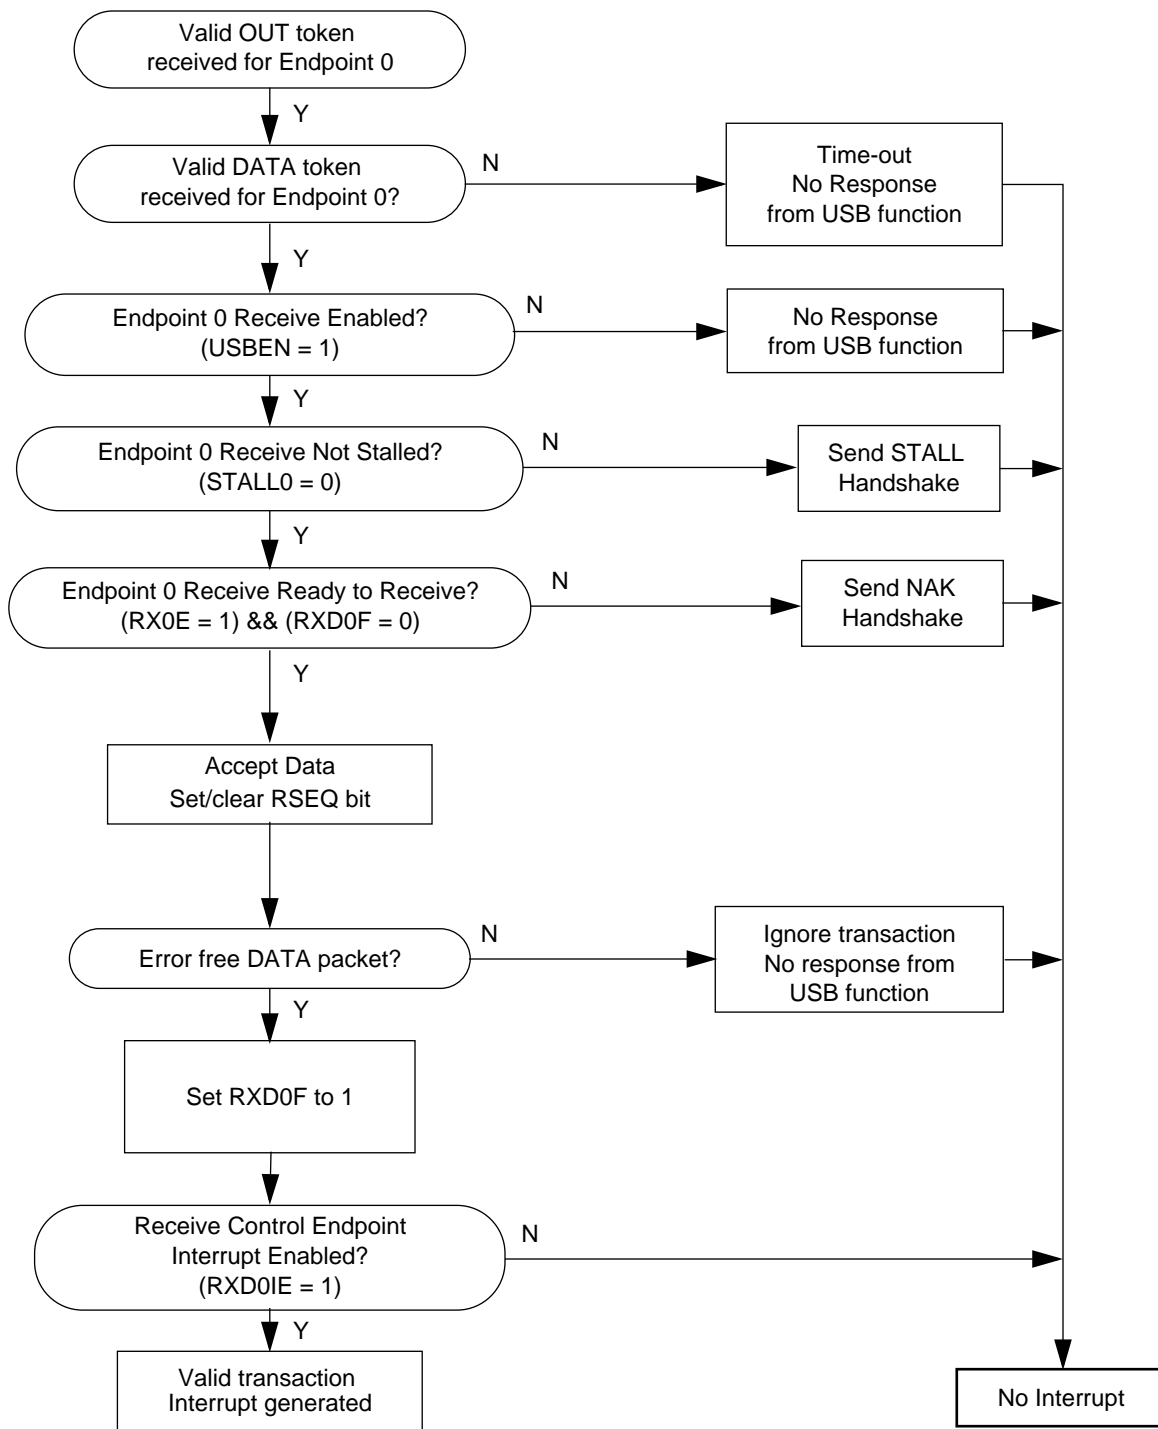 Valid OUT token
received for Endpoint 0
Y
Valid DATA token
received for Endpoint 0?
N
Time-out
No Response
from USB function
Y
Endpoint 0 Receive Enabled?
(USBEN = 1)
N
No Response
from USB function
Y
Endpoint 0 Receive Not Stalled?
(STALL0 = 0)
N
Send STALL
Handshake
Y
Endpoint 0 Receive Ready to Receive?
(RX0E = 1) && (RXD0F = 0)
N
Send NAK
Handshake
Y
Accept Data
Set/clear RSEQ bit
Error free DATA packet?
N
Ignore transaction
No response from
USB function
Y
Set RXD0F to 1
Receive Control Endpoint
Interrupt Enabled?
(RXD0IE = 1)
N
Y
Valid transaction
Interrupt generated
No Interrupt